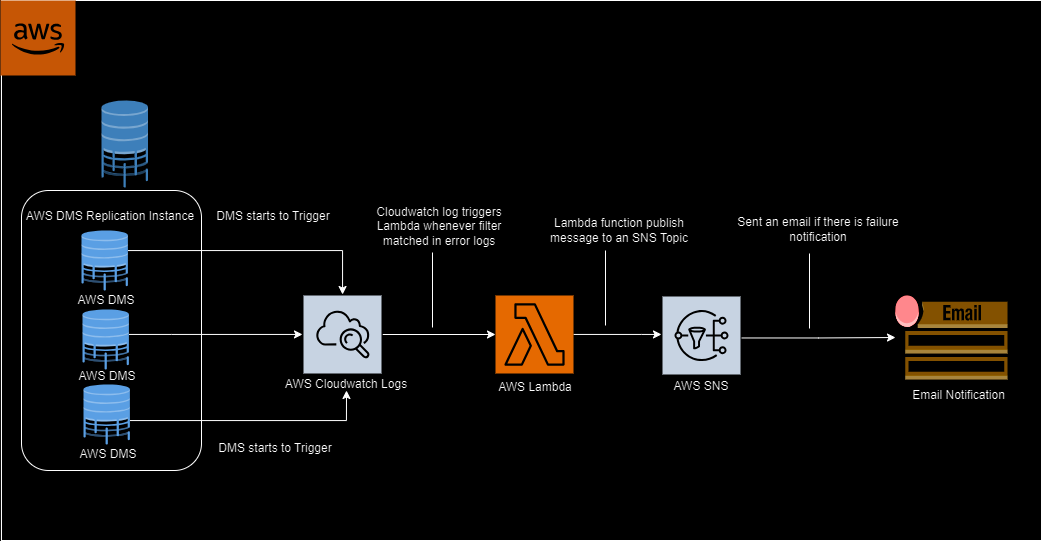 aws
AWS DMS Replication Instance
DMS starts to Trigger
AWS DMS
AWS DMS
AWS DMS
DMS starts to Trigger
Cloudwatch log triggers
Lambda whenever filter
matched in error logs
AWS Cloudwatch Logs
Lambda function publish
message to an SNS Topic
AWS Lambda
Sent an email if there is failure
notification
AWS SNS
Email
Email Notification